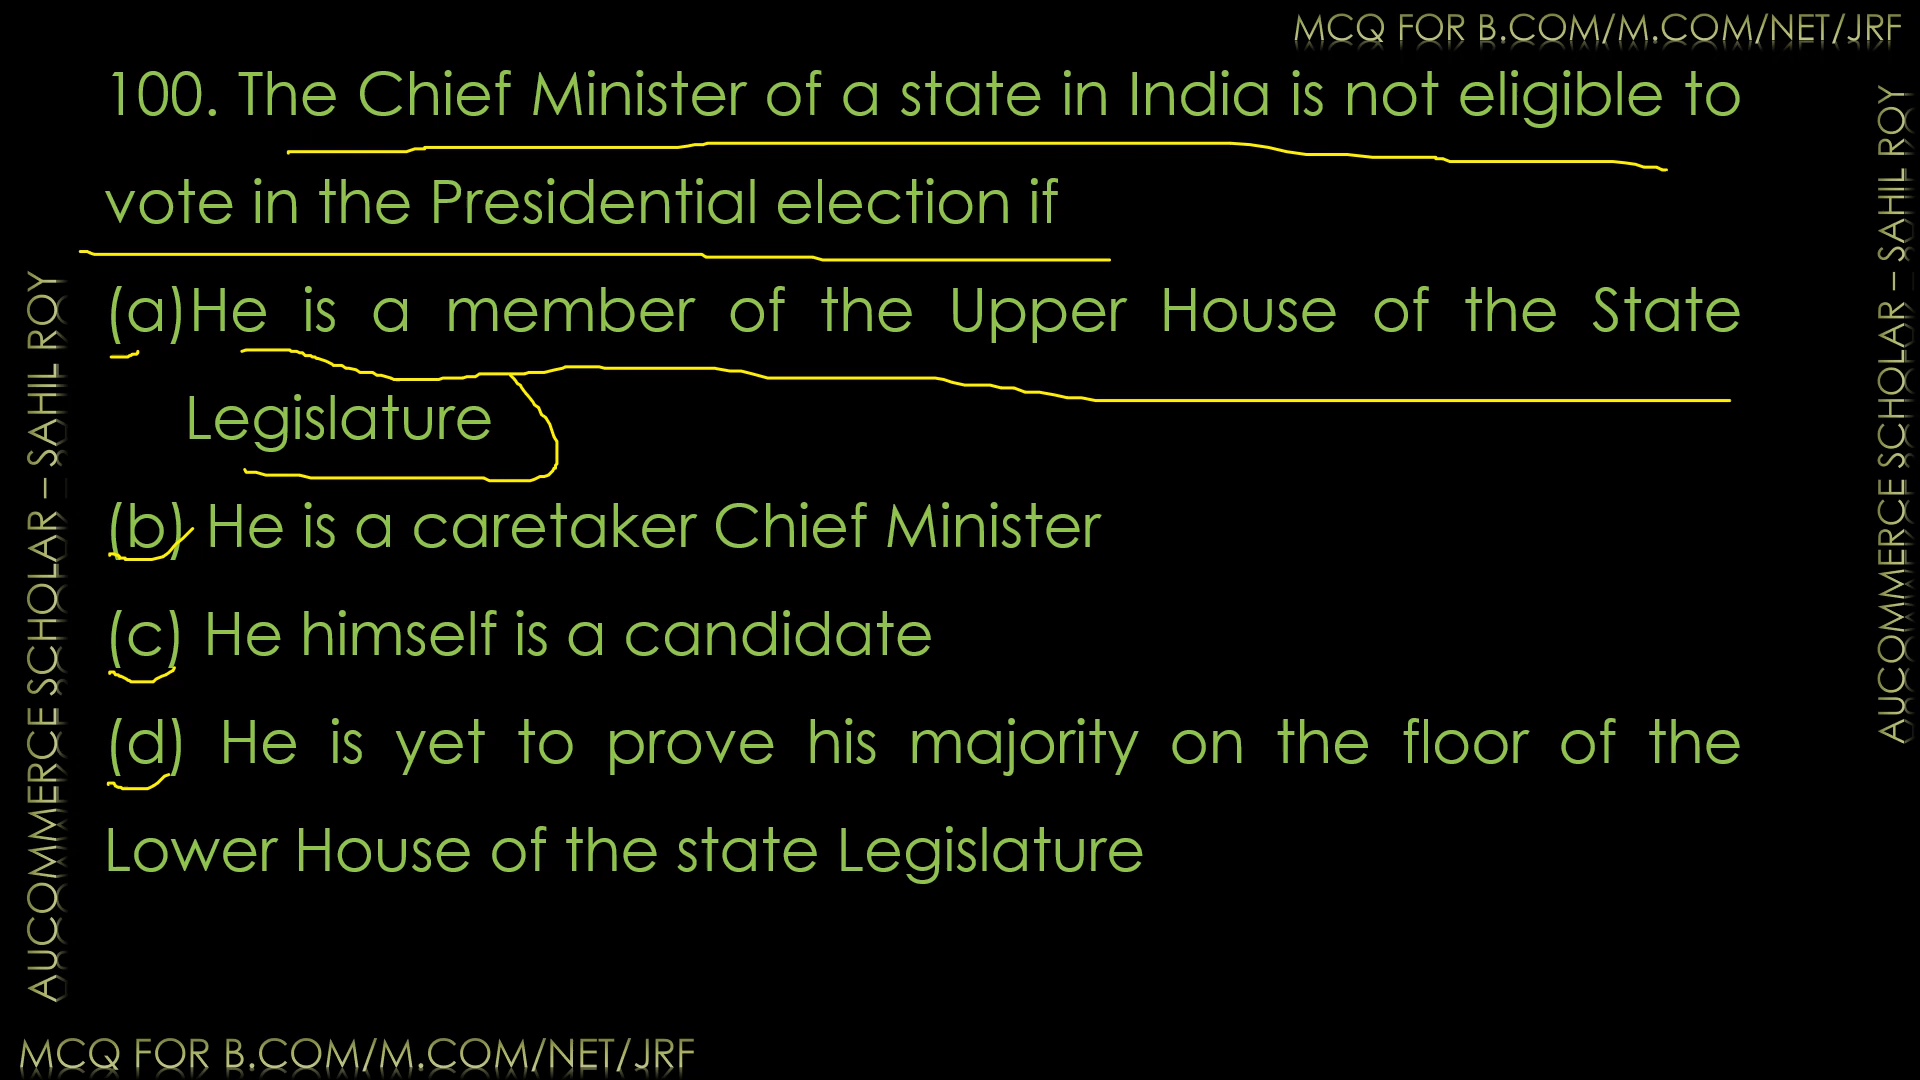 MCQ FOR B.COM/M.COM/NET/JRF
100. The Chief Minister of a state in India is not eligible to
vote in the Presidential election if
(a)He is a member of the Upper House of the State
Legislature
(b) He is a caretaker Chief Minister
(c) He himself is a candidate
(d) He is yet to prove his majority on the floor of the
Lower House of the state Legislature
AUCOMMERCE SCHOLAR – SAHIL ROY
AUCOMMERCE SCHOLAR – SAHIL ROY
MCQ FOR B.COM/M.COM/NET/JRF